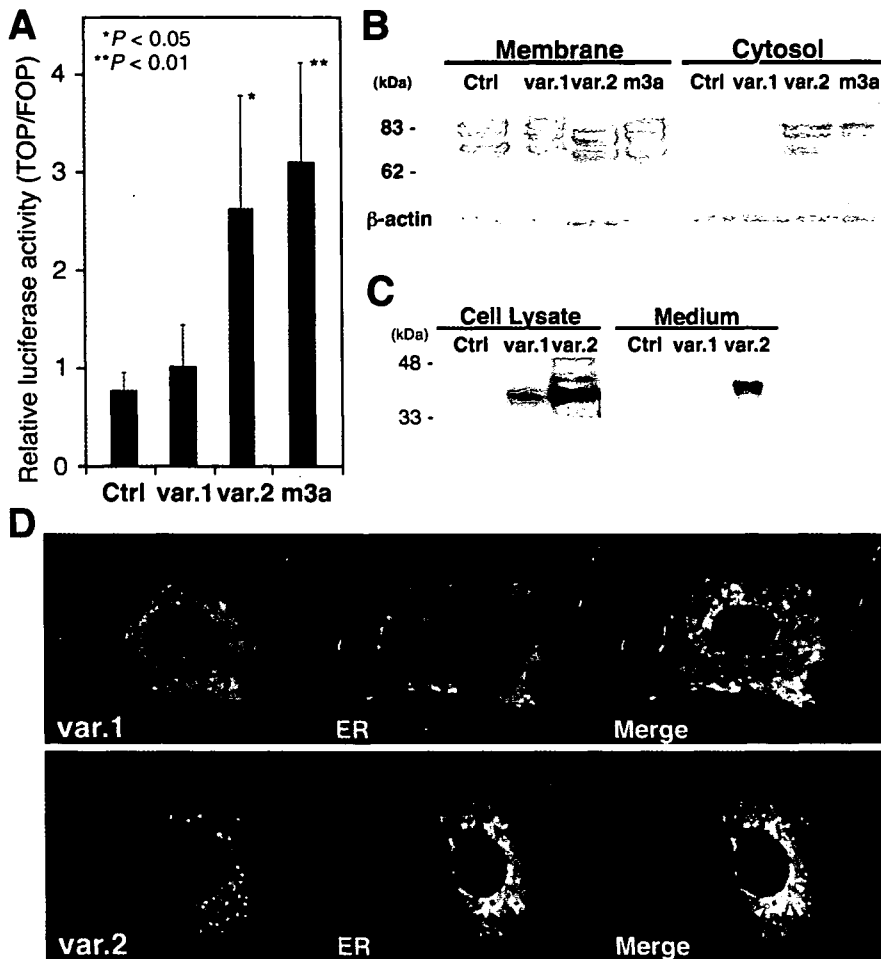 A
*P < 0.05
**P < 0.01
Relative luciferase activity (TOP/FOP)
4
3
2
1
0
*
**
Ctrl var.1 var.2 m3a
B
Membrane Cytosol
(kDa) Ctrl var.1 var.2 m3a Ctrl var.1 var.2 m3a
83 -
62 -
β-actin
C
Cell Lysate Medium
(kDa) Ctrl var.1 var.2 Ctrl var.1 var.2
48 -
33 -
D
var.1 ER Merge
var.2 ER Merge